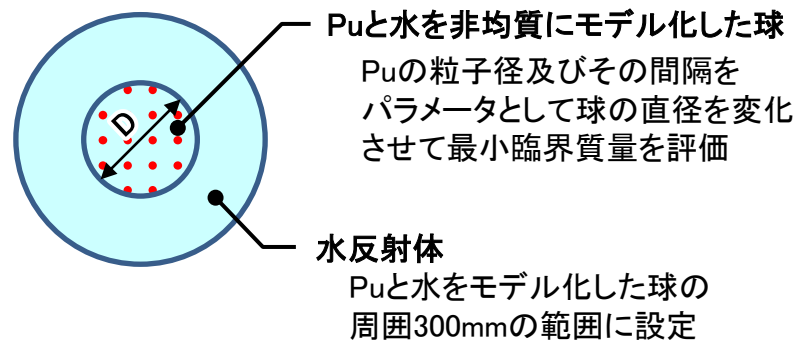 Puと水を非均質にモデル化した球
Puの粒子径及びその間隔を
パラメータとして球の直径を変化
させて最小臨界質量を評価
D
水反射体
Puと水をモデル化した球の
周囲300mmの範囲に設定